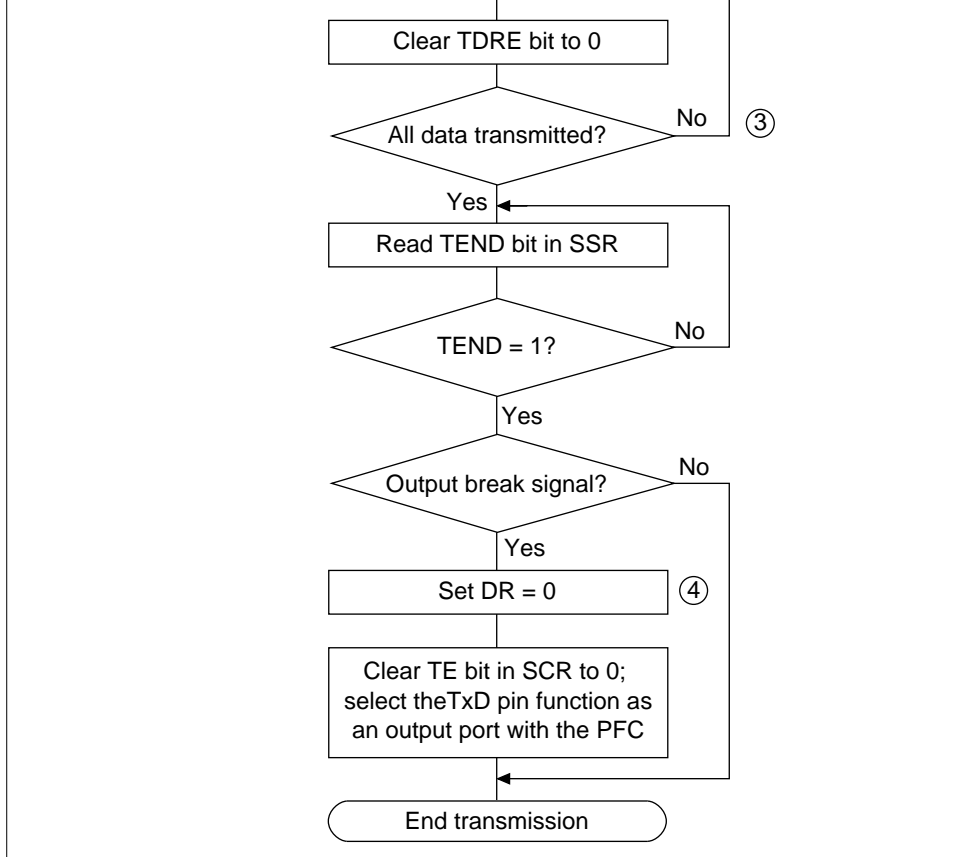 Clear TDRE bit to 0
All data transmitted?
No
③
Yes
Read TEND bit in SSR
TEND = 1?
No
Yes
Output break signal?
No
Yes
Set DR = 0
④
Clear TE bit in SCR to 0;
select theTxD pin function as
an output port with the PFC
End transmission